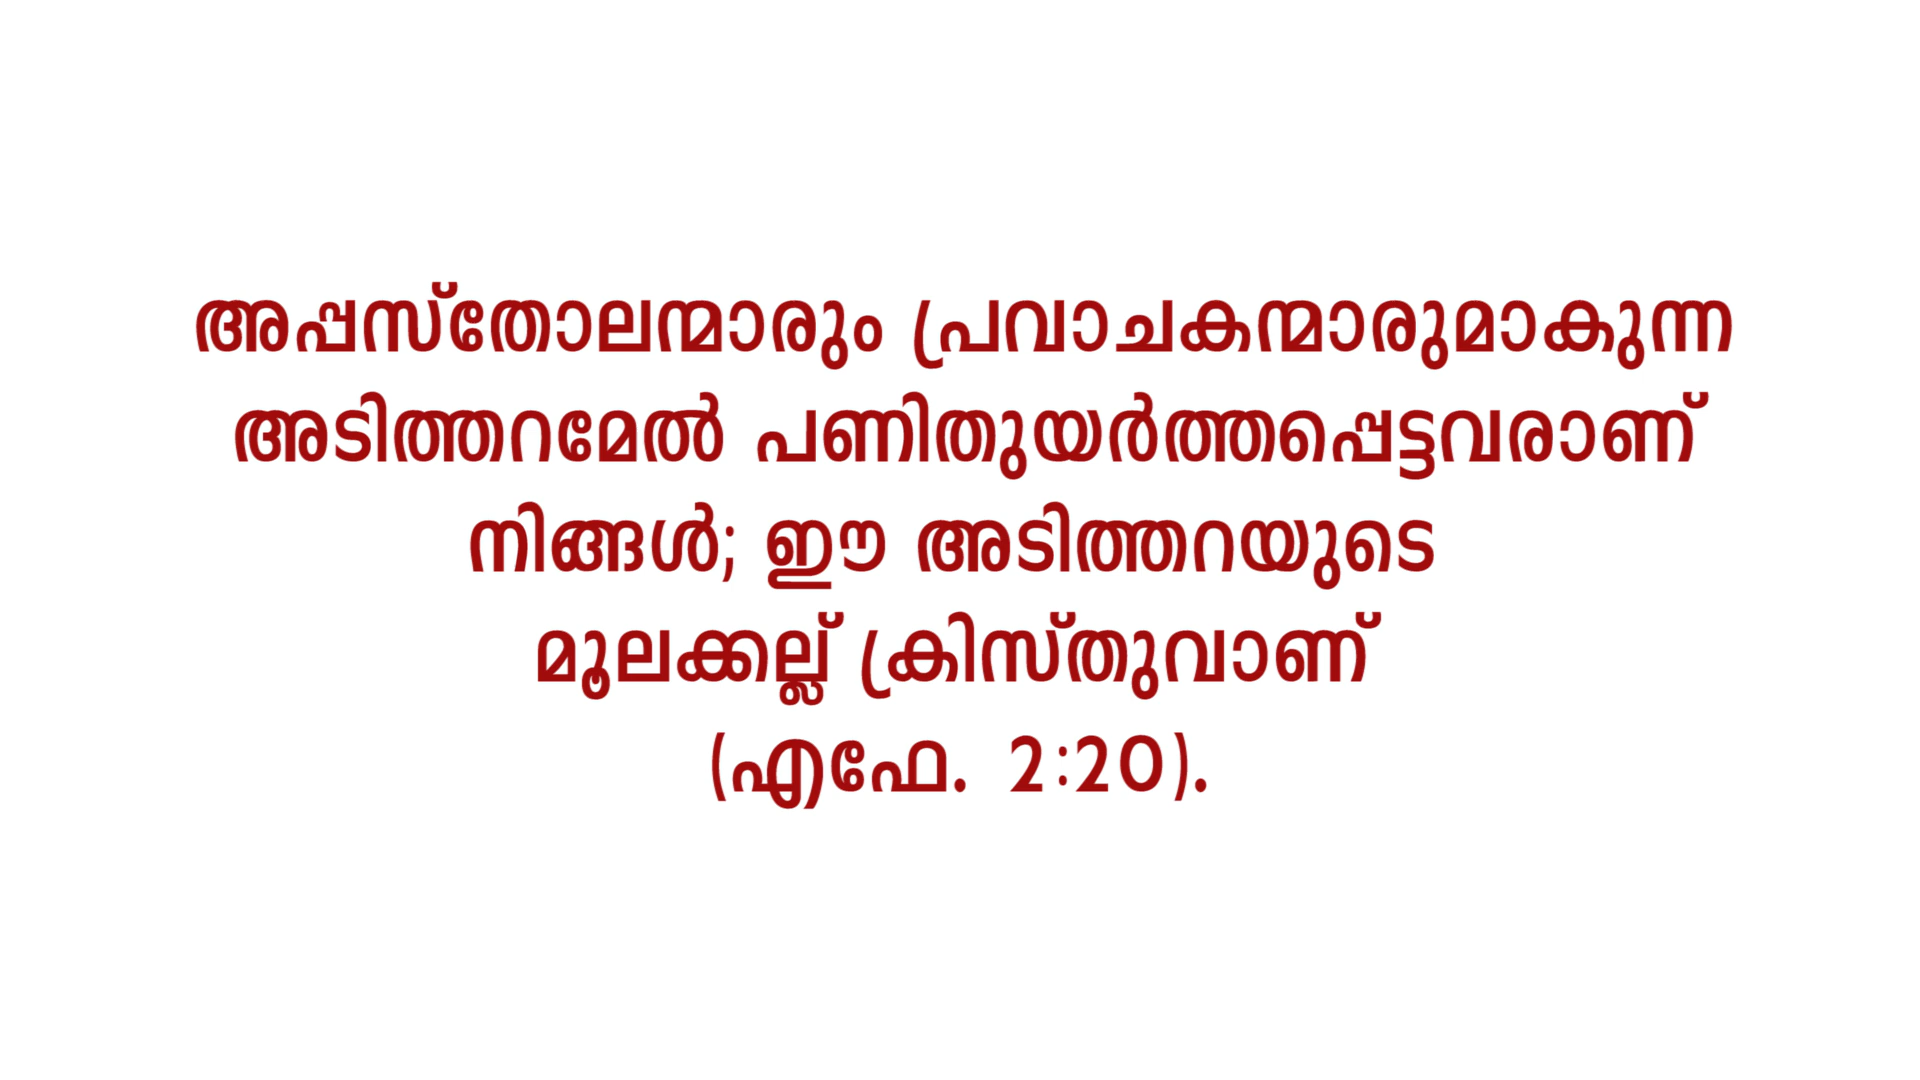 അപ്പസ്തോലന്മാരും പ്രവാചകന്മാരുമാകുന്ന
അടിത്തറമേൽ പണിതുയർത്തപ്പെട്ടവരാണ്
നിങ്ങൾ; ഈ അടിത്തറയുടെ
മൂലക്കല്ല് ക്രിസ്തുവാണ്
(എഫേ. 2:20).